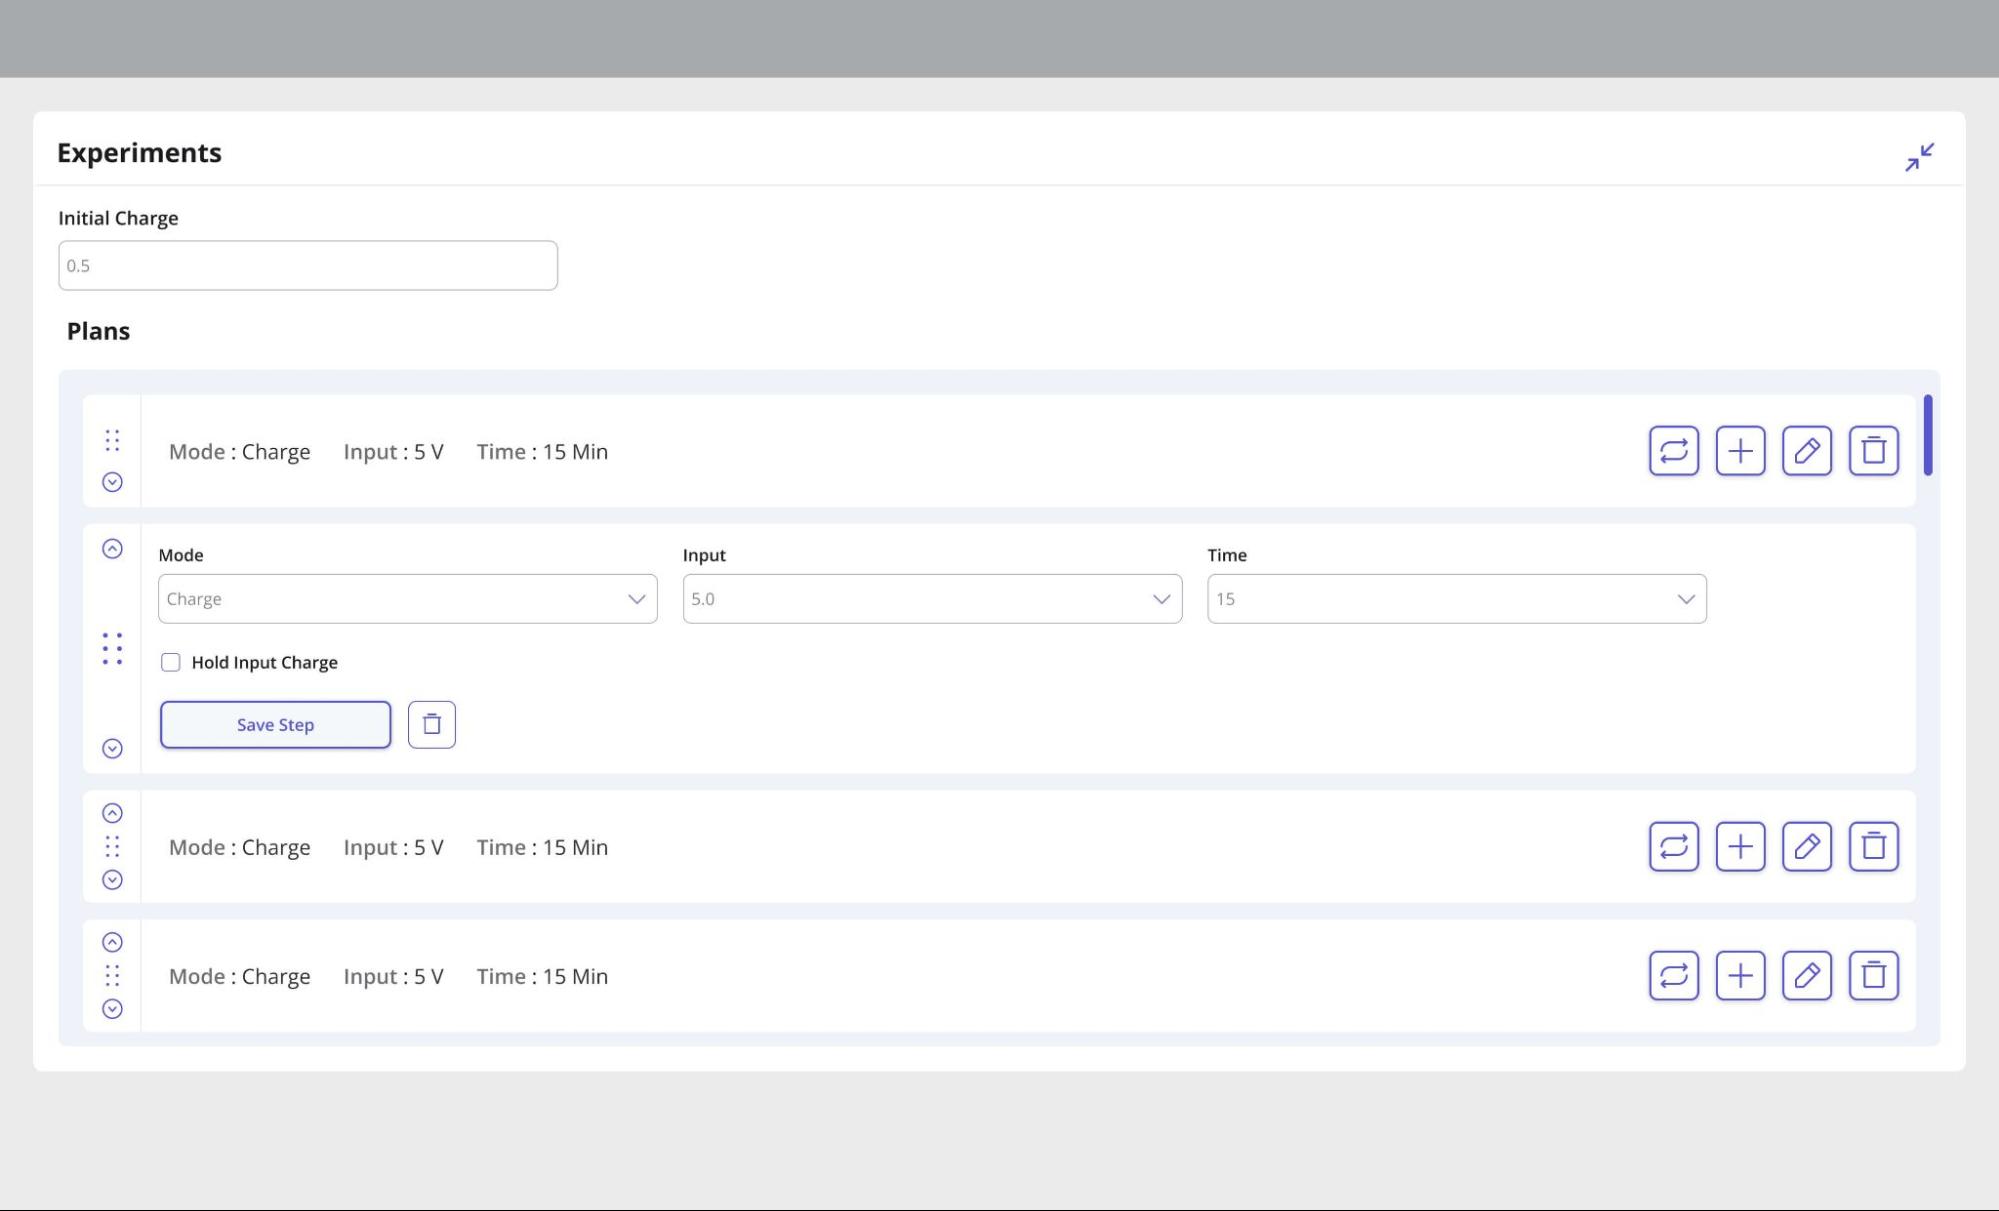 Experiments
Initial Charge
0.5
Plans
Mode : Charge Input : 5 V Time : 15 Min
Mode Input Time
Charge 5.0 15
Hold Input Charge
Save Step
Mode : Charge Input : 5 V Time : 15 Min
Mode : Charge Input : 5 V Time : 15 Min